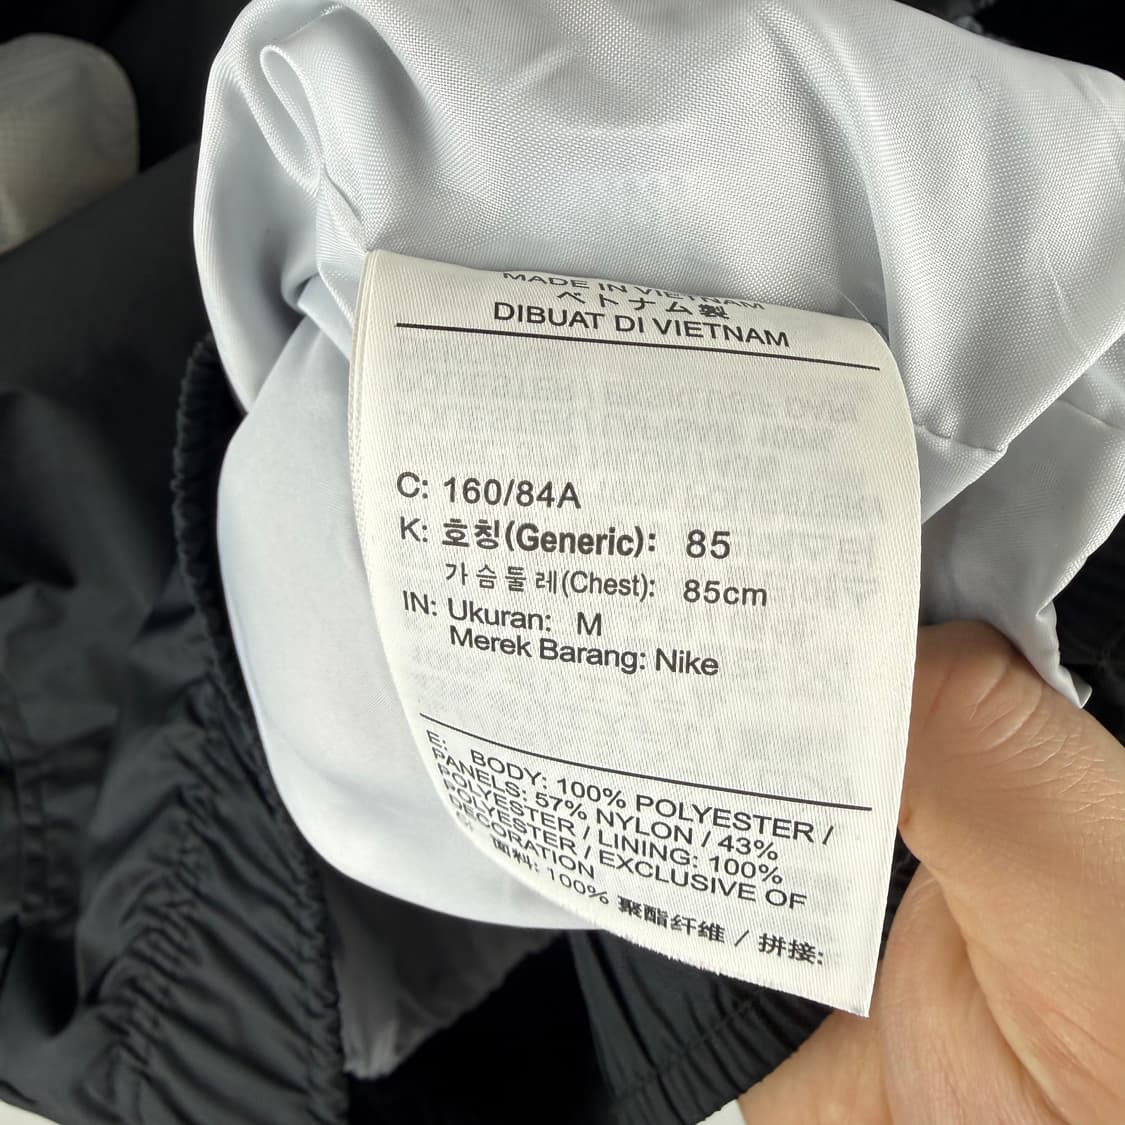 MADE IN VIETNAM
ベトナム製
DIBUAT DI VIETNAM
C: 160/84A
K: 호칭(Generic): 85
가슴둘레(Chest): 85cm
IN: Ukuran: M
Merek Barang: Nike
E: BODY: 100% POLYESTER /
PANELS: 57% NYLON / 43%
POLYESTER / LINING: 100%
POLYESTER / EXCLUSIVE OF
DECORATION
C: 面料: 100% 聚酯纤维 / 拼接: